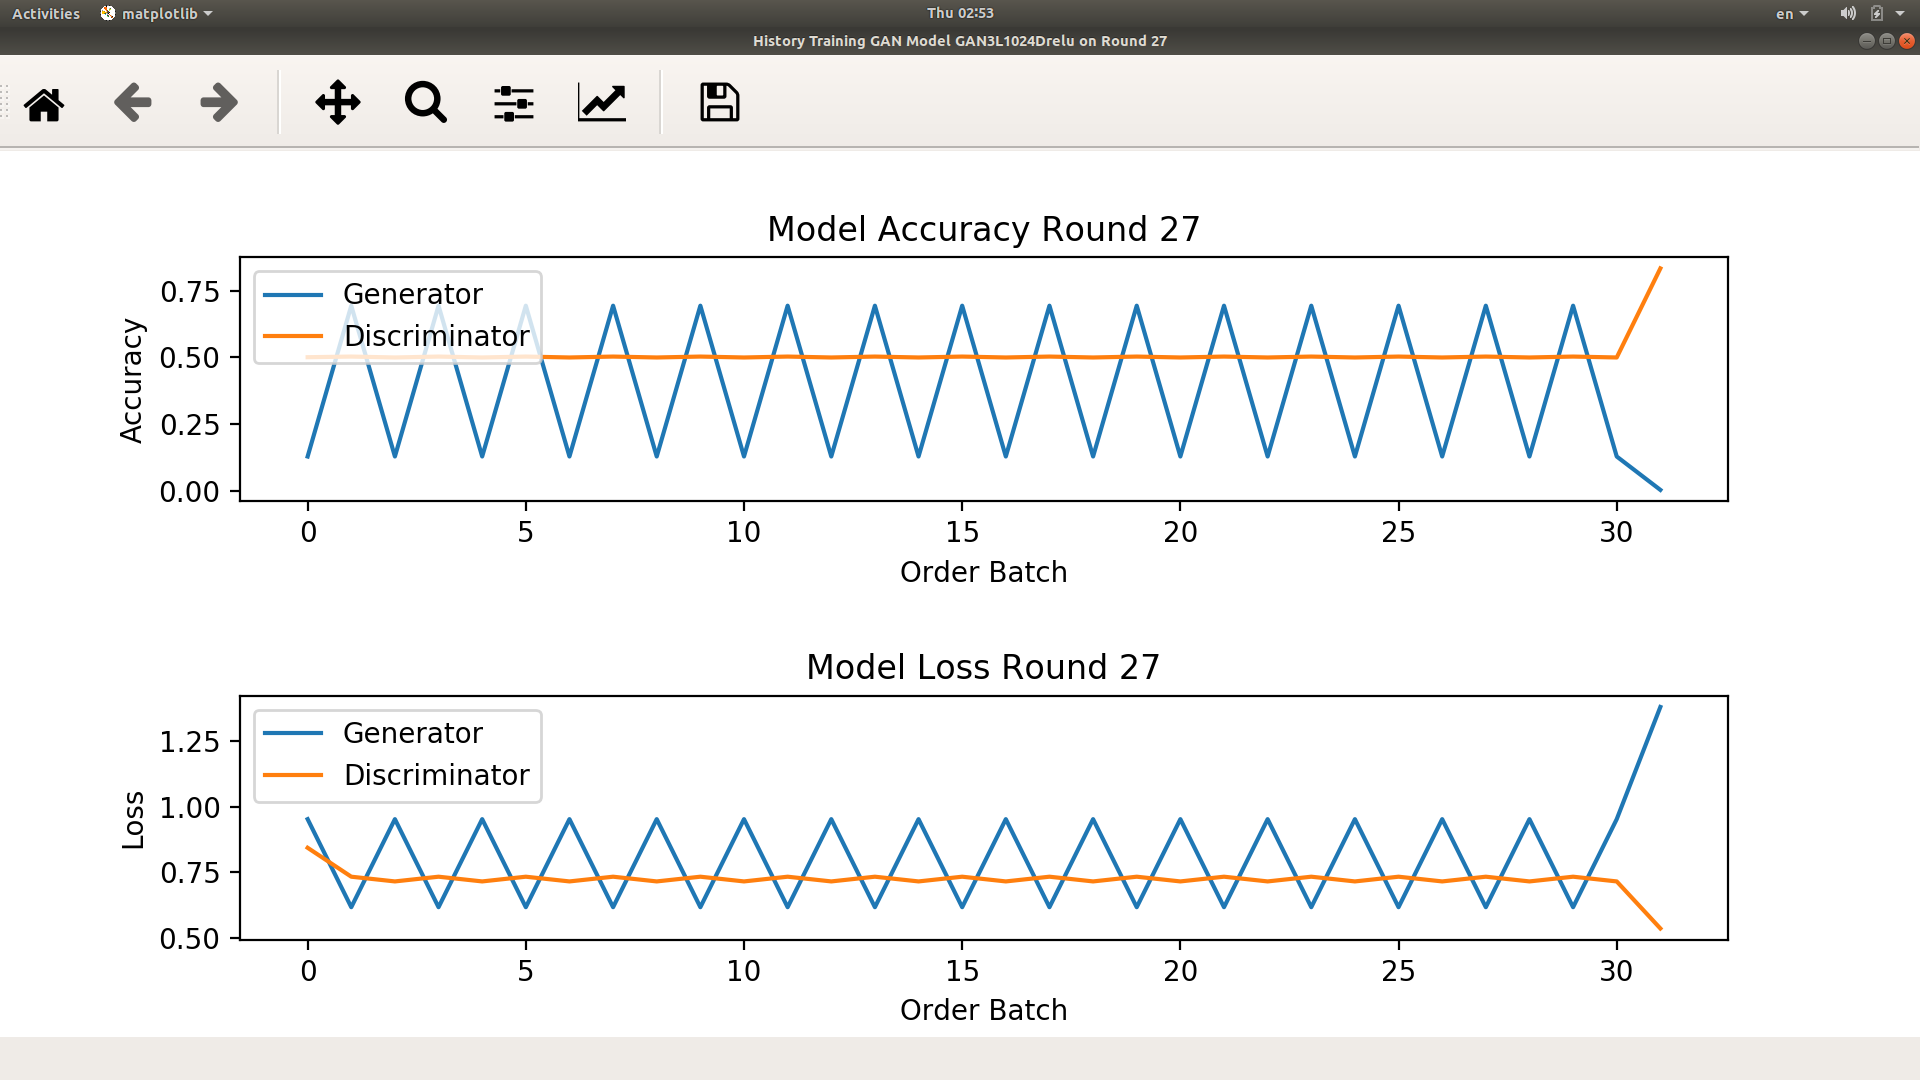 Activities matplotlib Thu 02:53 en
History Training GAN Model GAN3L1024Drelu on Round 27
Model Accuracy Round 27
Generator
Discriminator
Accuracy
0.75
0.50
0.25
0.00
0 5 10 15 20 25 30
Order Batch
Model Loss Round 27
Generator
Discriminator
Loss
1.25
1.00
0.75
0.50
0 5 10 15 20 25 30
Order Batch